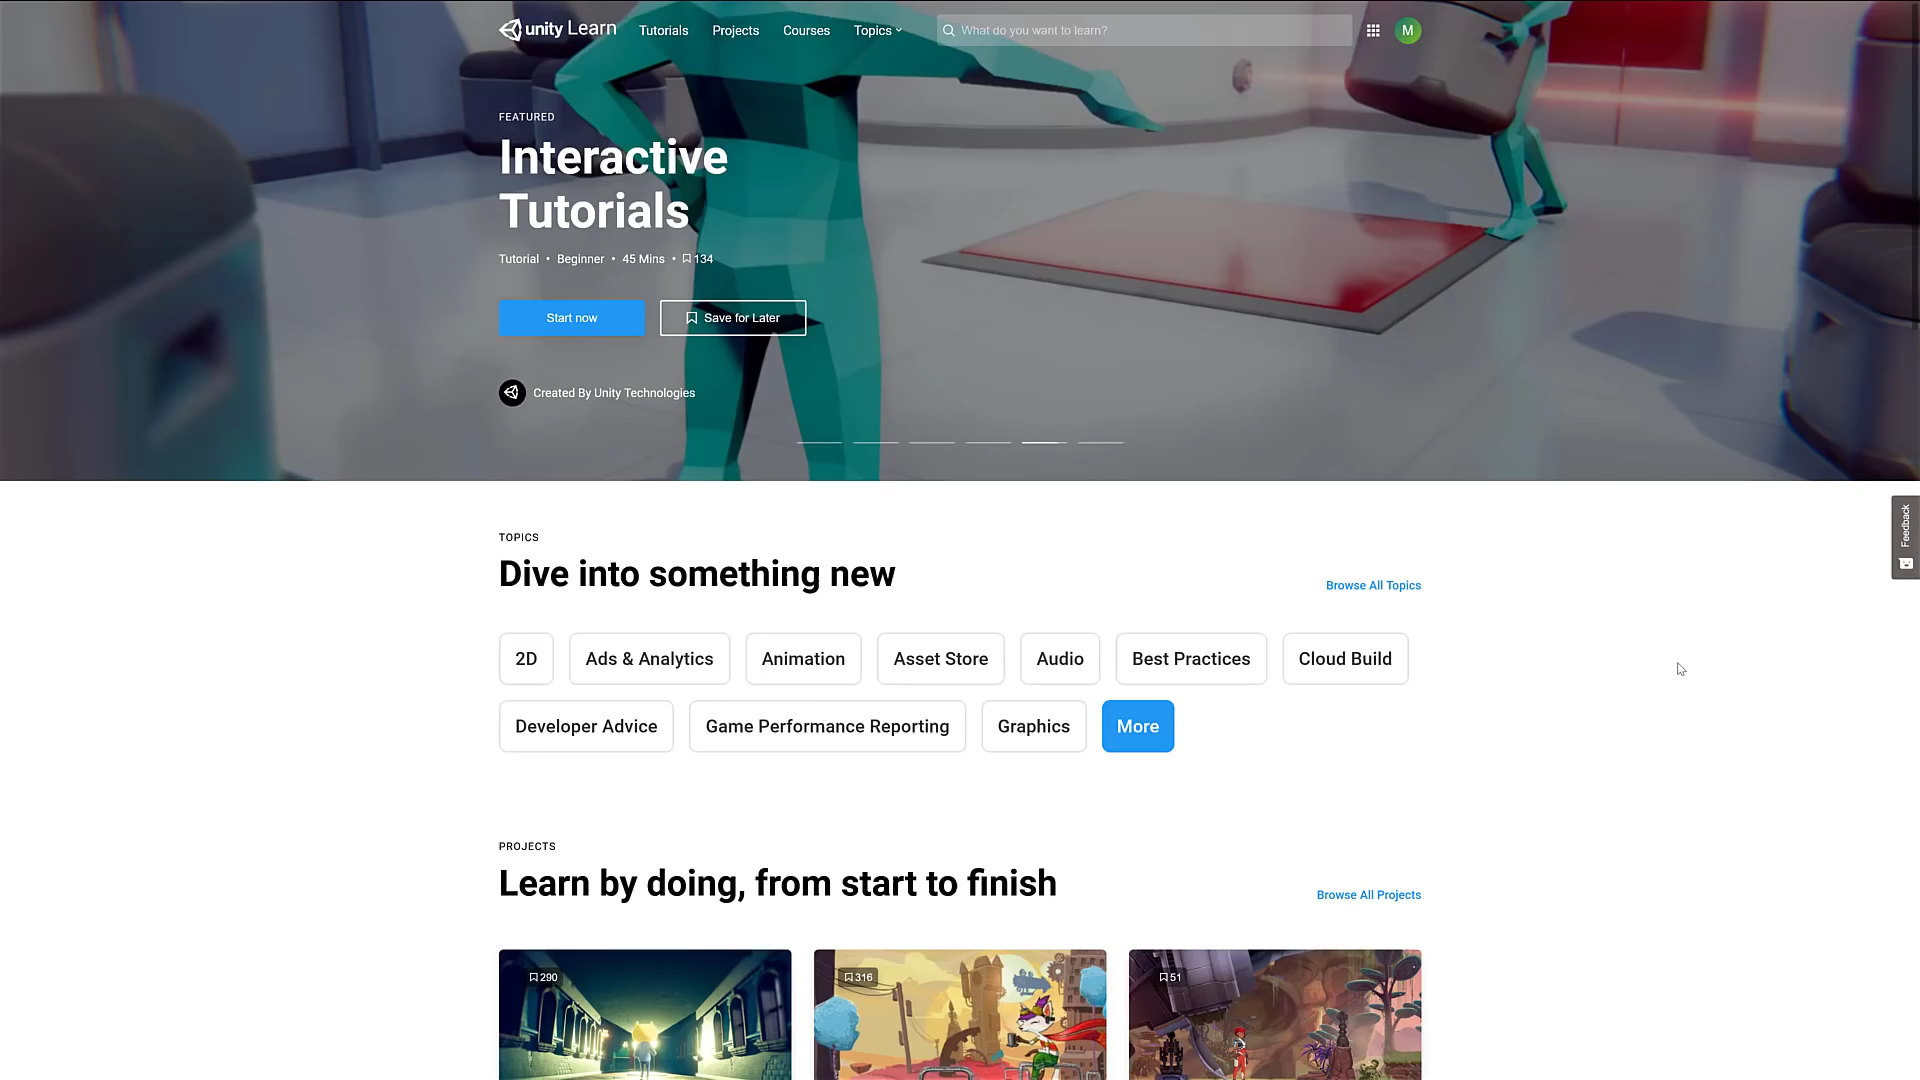 unity Learn Tutorials Projects Courses Topics What do you want to learn? M
FEATURED
Interactive
Tutorials
Tutorial • Beginner • 45 Mins • 134
Start now Save for Later
Created By Unity Technologies
Feedback
TOPICS
Dive into something new
Browse All Topics
2D Ads & Analytics Animation Asset Store Audio Best Practices Cloud Build
Developer Advice Game Performance Reporting Graphics More
PROJECTS
Learn by doing, from start to finish
Browse All Projects
290 316 51